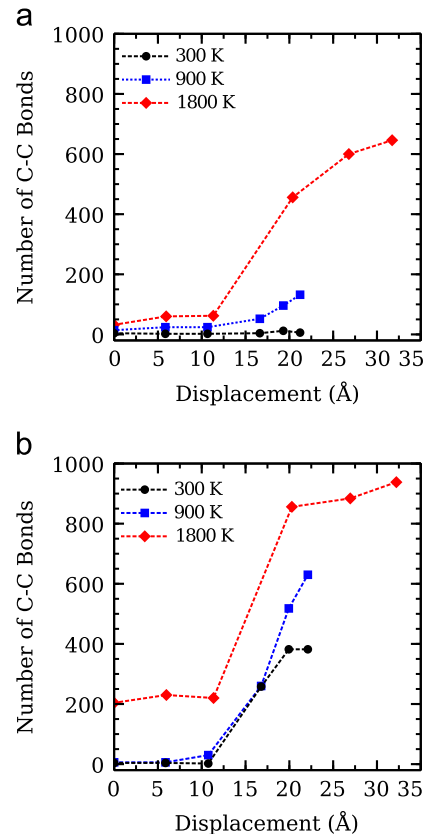 a
1000
800
600
400
200
0
Number of C-C Bonds
300 K
900 K
1800 K
0 5 10 15 20 25 30 35
Displacement (Å)
b
1000
800
600
400
200
0
Number of C-C Bonds
300 K
900 K
1800 K
0 5 10 15 20 25 30 35
Displacement (Å)